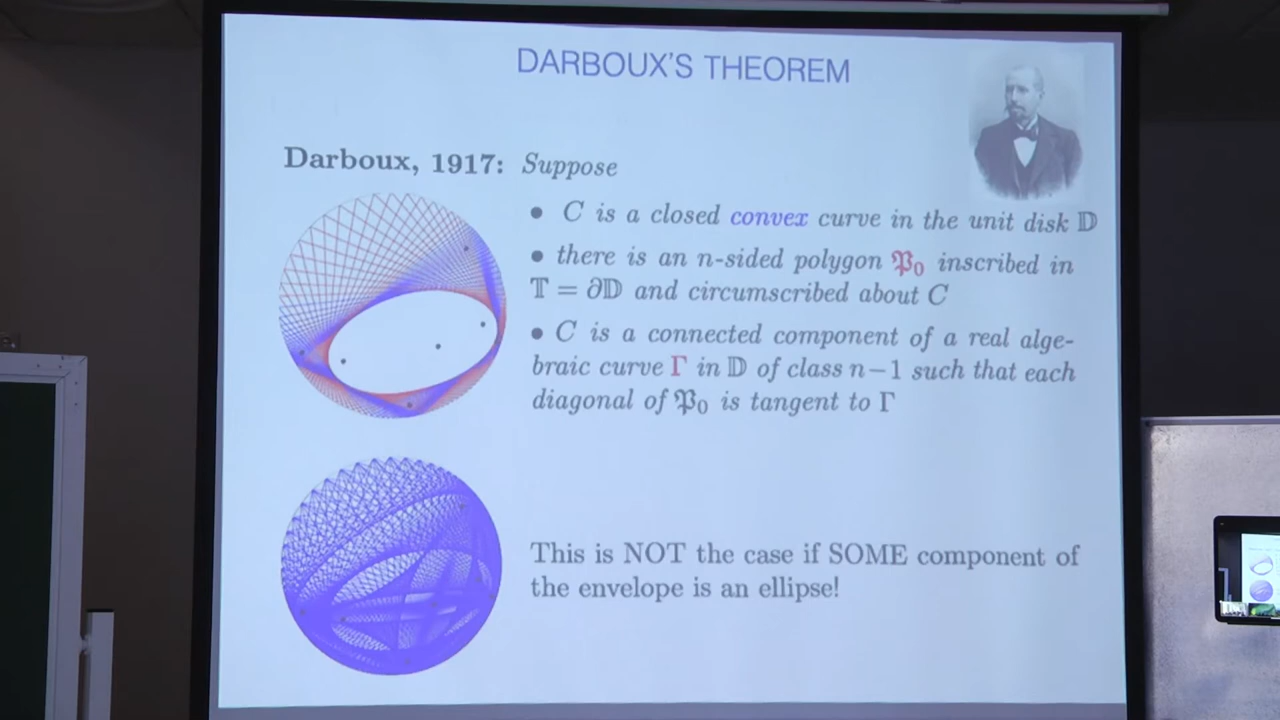 DARBOUX'S THEOREM
Darboux, 1917: Suppose
• C is a closed convex curve in the unit disk 𝔻
• there is an n-sided polygon 𝔓₀ inscribed in
𝕋 = ∂𝔻 and circumscribed about C
• C is a connected component of a real alge-
braic curve Γ in 𝔻 of class n−1 such that each
diagonal of 𝔓₀ is tangent to Γ
This is NOT the case if SOME component of
the envelope is an ellipse!